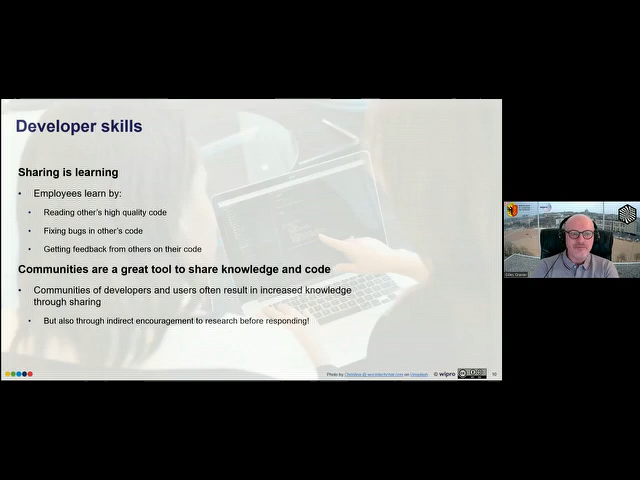 Developer skills
Sharing is learning
• Employees learn by:
• Reading other's high quality code
• Fixing bugs in other's code
• Getting feedback from others on their code
Communities are a great tool to share knowledge and code
• Communities of developers and users often result in increased knowledge
through sharing
• But also through indirect encouragement to research before responding!
© wipro
10